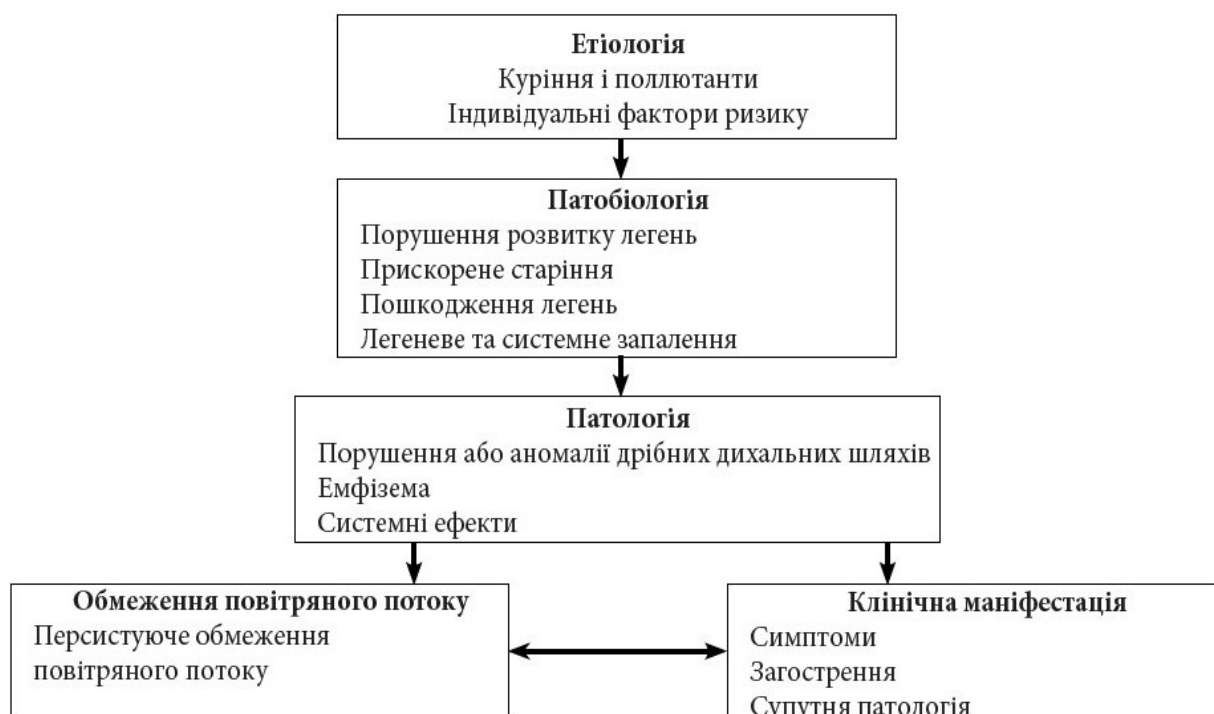 Етіологія
Куріння і поллютанти
Індивідуальні фактори ризику
Патобіологія
Порушення розвитку легень
Прискорене старіння
Пошкодження легень
Легеневе та системне запалення
Патологія
Порушення або аномалії дрібних дихальних шляхів
Емфізема
Системні ефекти
Обмеження повітряного потоку
Персистуюче обмеження
повітряного потоку
Клінічна маніфестація
Симптоми
Загострення
Супутня патологія